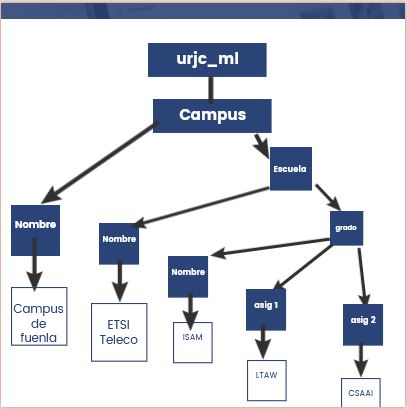 urjc_ml
Campus
Escuela
Nombre
grado
Nombre
Nombre
Campus
de
fuenla
ETSI
Teleco
asig 1
asig 2
ISAM
LTAW
CSAAI